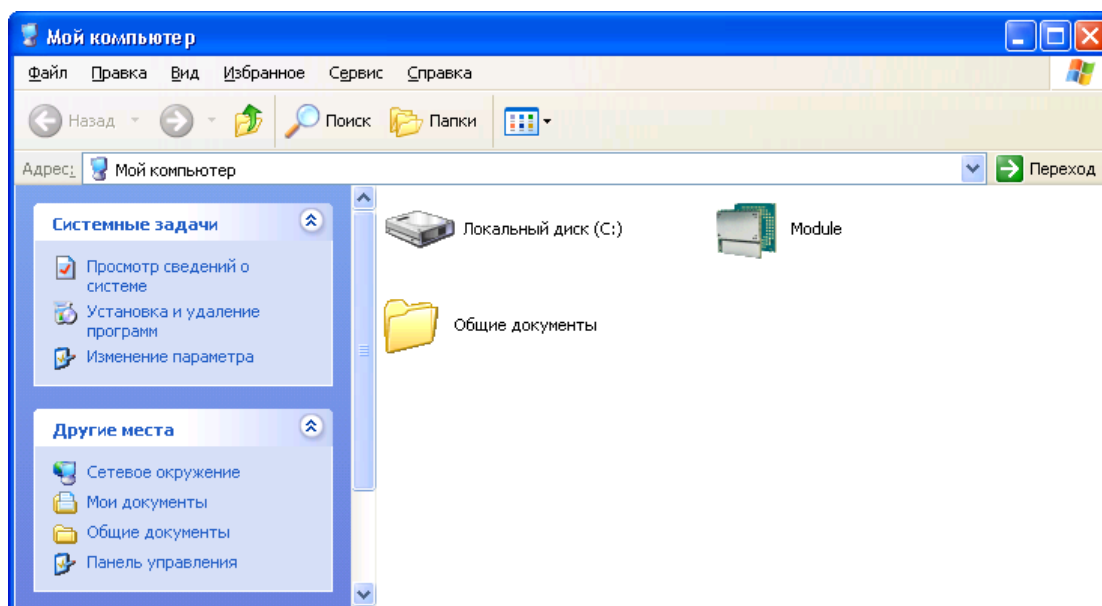 Мой компьютер
Файл Правка Вид Избранное Сервис Справка
Назад Поиск Папки
Адрес: Мой компьютер Переход
Системные задачи
Просмотр сведений о
системе
Установка и удаление
программ
Изменение параметра
Другие места
Сетевое окружение
Мои документы
Общие документы
Панель управления
Локальный диск (C:) Module
Общие документы